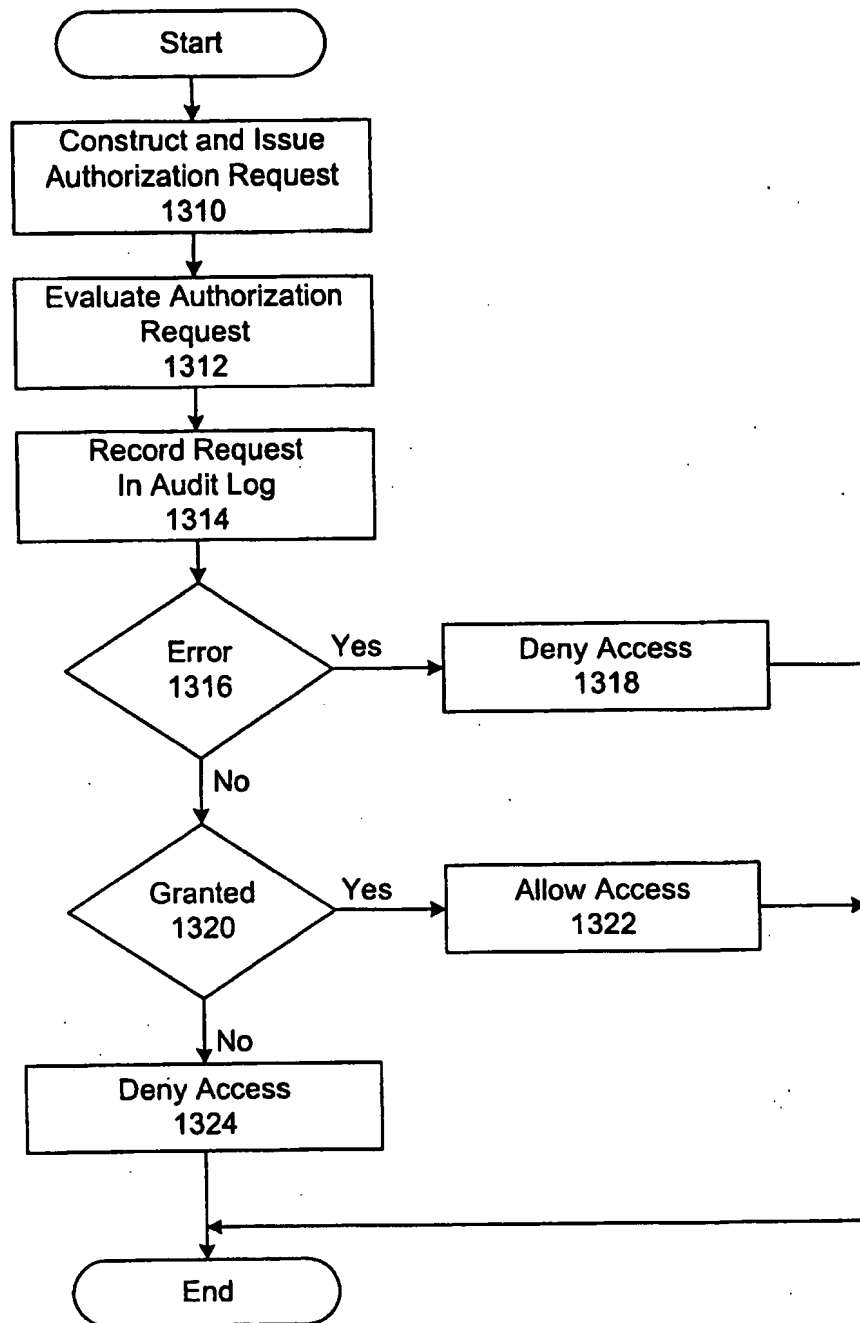 Start
Construct and Issue
Authorization Request
1310
Evaluate Authorization
Request
1312
Record Request
In Audit Log
1314
Error
1316
Yes
Deny Access
1318
No
Granted
1320
Yes
Allow Access
1322
No
Deny Access
1324
End